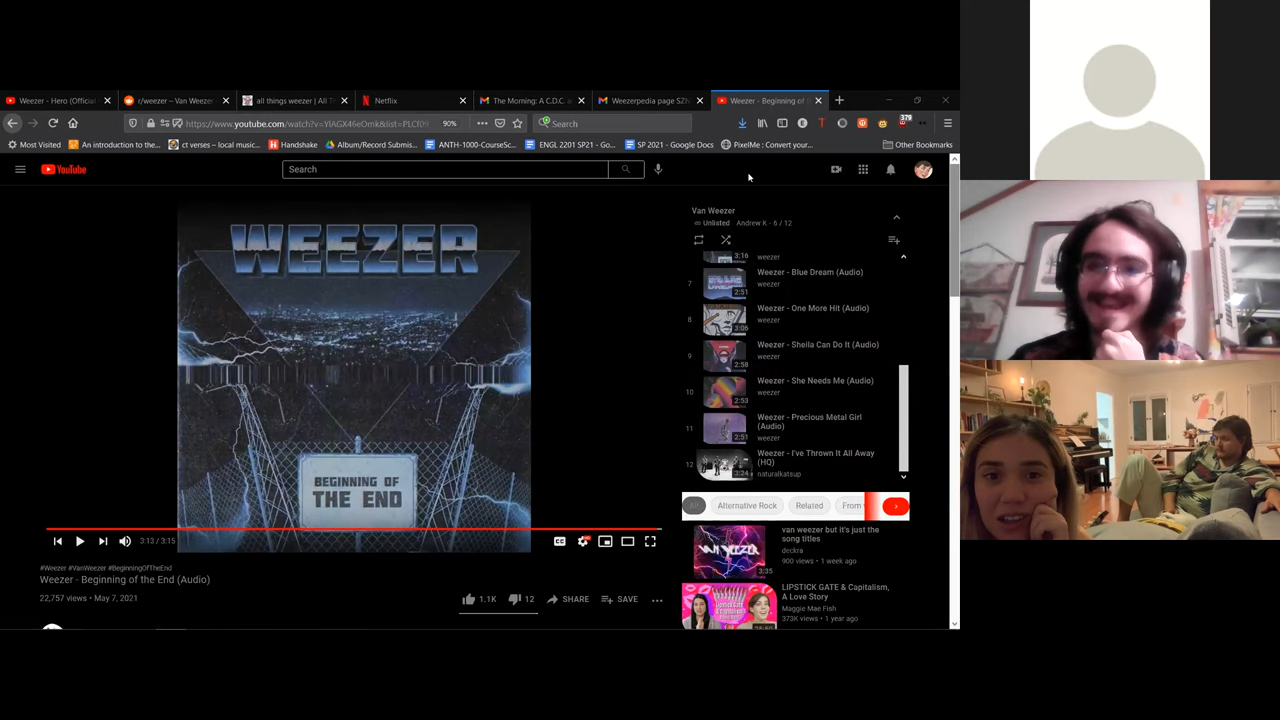 Weezer - Hero (Official
r/weezer – Van Weezer
all things weezer | All T
Netflix
The Morning: A C.D.C. a
Weezerpedia page SZN
Weezer - Beginning of t
https://www.youtube.com/watch?v=YIAGX46eOmk&list=PLCf0
90%
Search
379
Most Visited
An introduction to the...
ct verses – local music...
Handshake
Album/Record Submis...
ANTH-1000-CourseSc...
ENGL 2201 SP21 - Go...
SP 2021 - Google Docs
PixelMe : Convert your...
Other Bookmarks
YouTube
Search
WEEZER
BEGINNING OF
THE END
3:13 / 3:15
CC
#Weezer #VanWeezer #BeginningOfTheEnd
Weezer - Beginning of the End (Audio)
22,757 views • May 7, 2021
1.1K
12
SHARE
SAVE
Van Weezer
Unlisted
Andrew K - 6 / 12
3:16
weezer
7
Weezer - Blue Dream (Audio)
weezer
2:51
8
Weezer - One More Hit (Audio)
weezer
3:06
9
Weezer - Sheila Can Do It (Audio)
weezer
2:58
10
Weezer - She Needs Me (Audio)
weezer
2:53
11
Weezer - Precious Metal Girl
(Audio)
weezer
2:51
12
Weezer - I've Thrown It All Away
(HQ)
naturalkatsup
3:24
All
Alternative Rock
Related
From
van weezer but it's just the
song titles
deckra
900 views • 1 week ago
VAN WEEZER
3:35
LIPSTICK GATE & Capitalism,
A Love Story
Maggie Mae Fish
373K views • 1 year ago